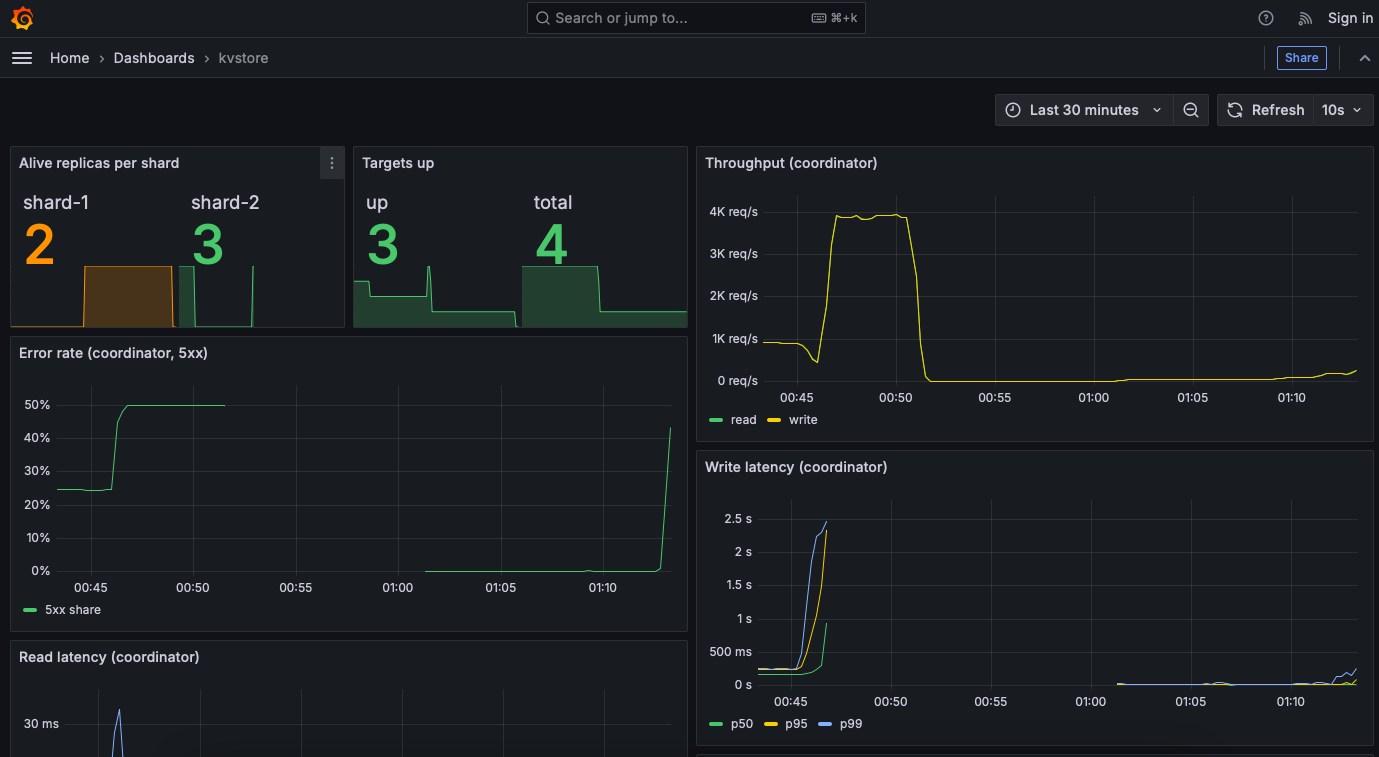 Search or jump to... ⌘+k Sign in
Home › Dashboards › kvstore Share
Last 30 minutes Refresh 10s
Alive replicas per shard
shard-1 shard-2
2 3
Targets up
up total
3 4
Throughput (coordinator)
4K req/s
3K req/s
2K req/s
1K req/s
0 req/s
00:45 00:50 00:55 01:00 01:05 01:10
read write
Error rate (coordinator, 5xx)
50%
40%
30%
20%
10%
0%
00:45 00:50 00:55 01:00 01:05 01:10
5xx share
Write latency (coordinator)
2.5 s
2 s
1.5 s
1 s
500 ms
0 s
00:45 00:50 00:55 01:00 01:05 01:10
p50 p95 p99
Read latency (coordinator)
30 ms